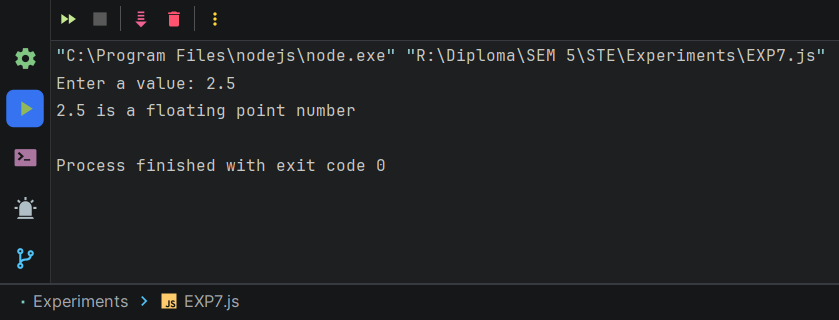 "C:\Program Files\nodejs\node.exe" "R:\Diploma\SEM 5\STE\Experiments\EXP7.js"
Enter a value: 2.5
2.5 is a floating point number
Process finished with exit code 0
Experiments > JS EXP7.js